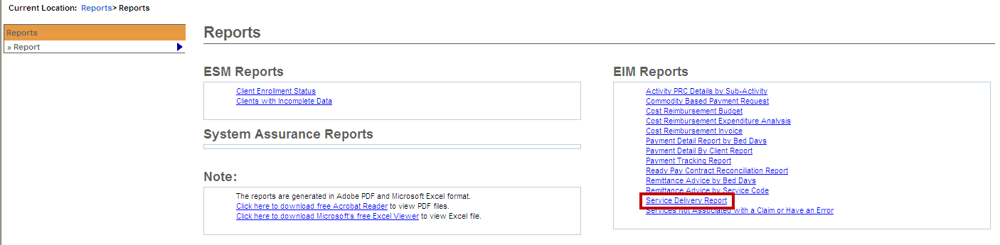 Current Location: Reports> Reports
Reports
» Report
Reports
ESM Reports
Client Enrollment Status
Clients with Incomplete Data
System Assurance Reports
Note:
The reports are generated in Adobe PDF and Microsoft Excel format.
Click here to download free Acrobat Reader to view PDF files.
Click here to download Microsoft's free Excel Viewer to view Excel file.
EIM Reports
Activity PRC Details by Sub-Activity
Commodity Based Payment Request
Cost Reimbursement Budget
Cost Reimbursement Expenditure Analysis
Cost Reimbursement Invoice
Payment Detail Report by Bed Days
Payment Detail By Client Report
Payment Tracking Report
Ready Pay Contract Reconciliation Report
Remittance Advice by Bed Days
Remittance Advice by Service Code
Service Delivery Report
Services Not Associated with a Claim or Have an Error